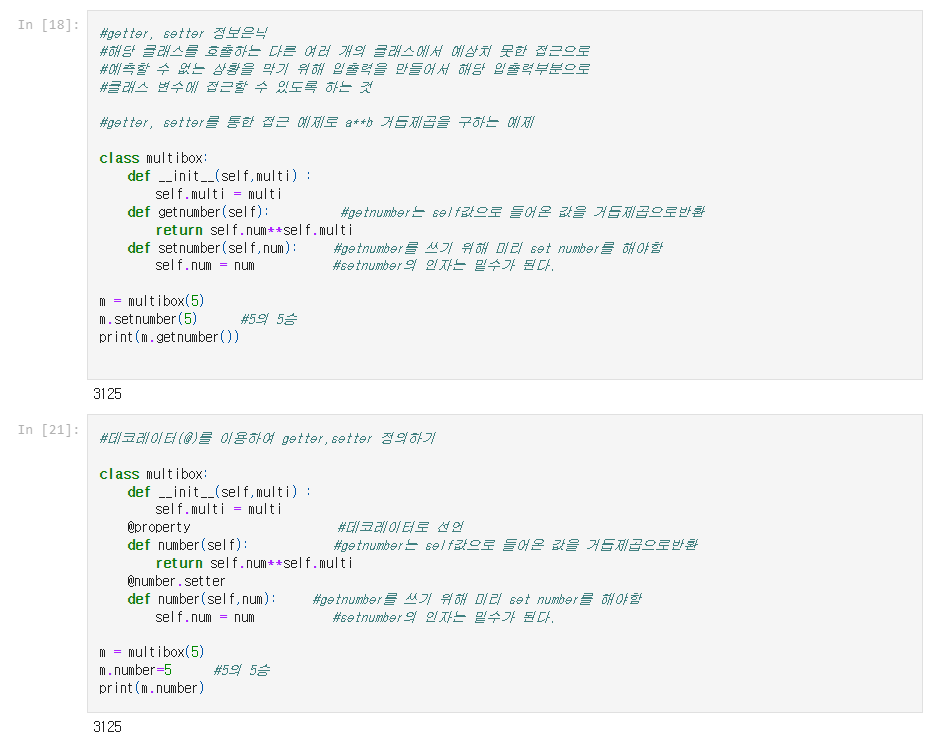 In [18]:
#getter, setter 정보은닉
#해당 클래스를 호출하는 다른 여러 개의 클래스에서 예상치 못한 접근으로
#예측할 수 없는 상황을 막기 위해 입출력을 만들어서 해당 입출력부분으로
#클래스 변수에 접근할 수 있도록 하는 것
#getter, setter를 통한 접근 예제로 a**b 거듭제곱을 구하는 예제
class multibox:
def __init__(self,multi) :
self.multi = multi
def getnumber(self): #getnumber는 self값으로 들어온 값을 거듭제곱으로반환
return self.num**self.multi
def setnumber(self,num): #getnumber를 쓰기 위해 미리 set number를 해야함
self.num = num #setnumber의 인자는 밑수가 된다.
m = multibox(5)
m.setnumber(5) #5의 5승
print(m.getnumber())
3125
In [21]:
#데코레이터(@)를 이용하여 getter,setter 정의하기
class multibox:
def __init__(self,multi) :
self.multi = multi
@property #데코레이터로 선언
def number(self): #getnumber는 self값으로 들어온 값을 거듭제곱으로반환
return self.num**self.multi
@number.setter
def number(self,num): #getnumber를 쓰기 위해 미리 set number를 해야함
self.num = num #setnumber의 인자는 밑수가 된다.
m = multibox(5)
m.number=5 #5의 5승
print(m.number)
3125